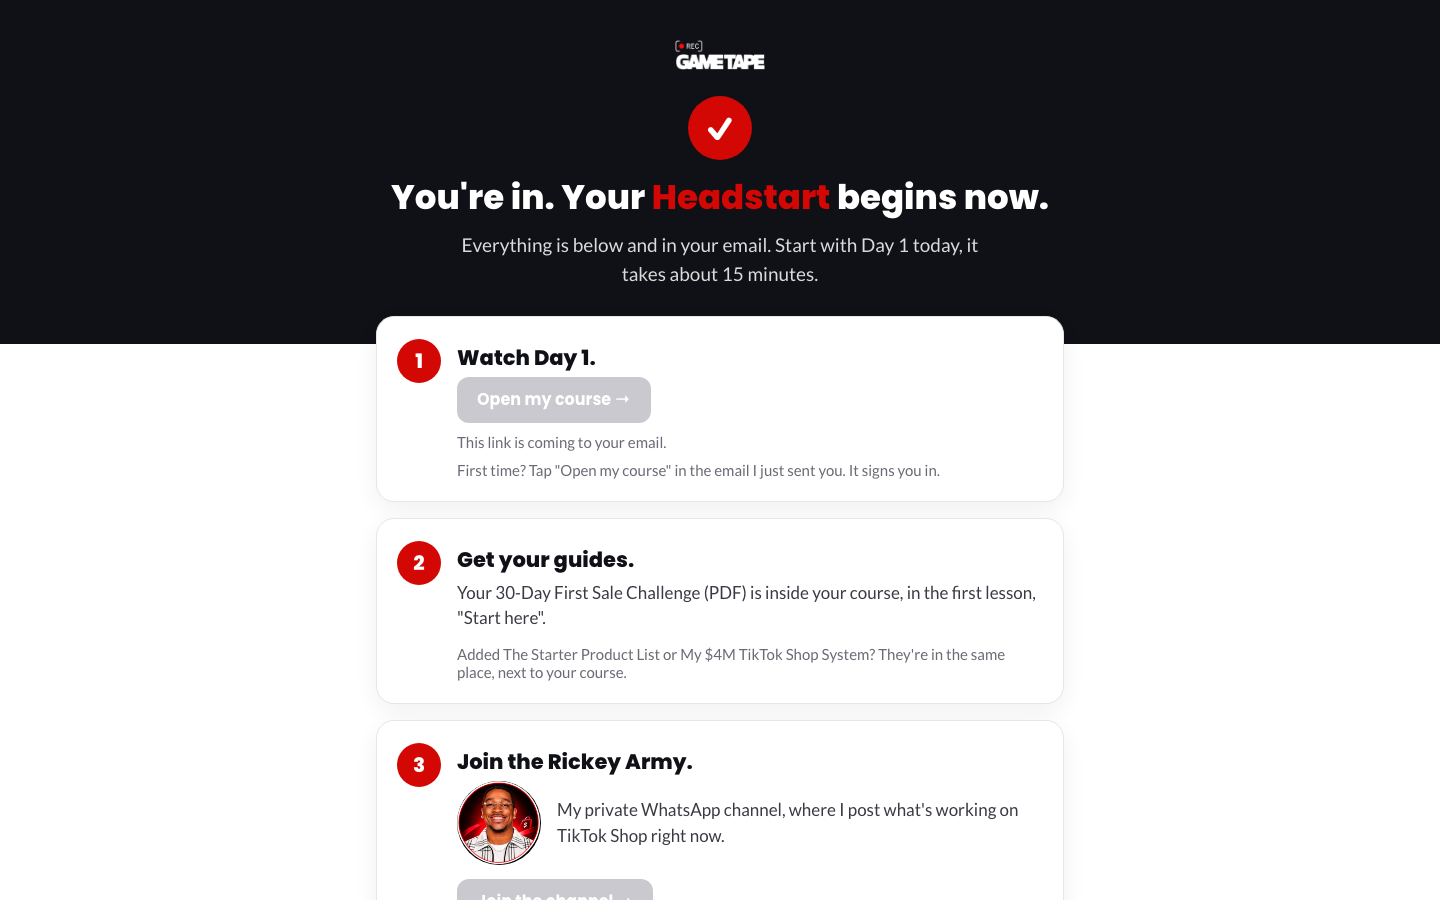 REC
GAMETAPE
You're in. Your Headstart begins now.
Everything is below and in your email. Start with Day 1 today, it
takes about 15 minutes.
1
Watch Day 1.
Open my course →
This link is coming to your email.
First time? Tap "Open my course" in the email I just sent you. It signs you in.
2
Get your guides.
Your 30-Day First Sale Challenge (PDF) is inside your course, in the first lesson,
"Start here".
Added The Starter Product List or My $4M TikTok Shop System? They're in the same
place, next to your course.
3
Join the Rickey Army.
My private WhatsApp channel, where I post what's working on
TikTok Shop right now.
Join the channel →